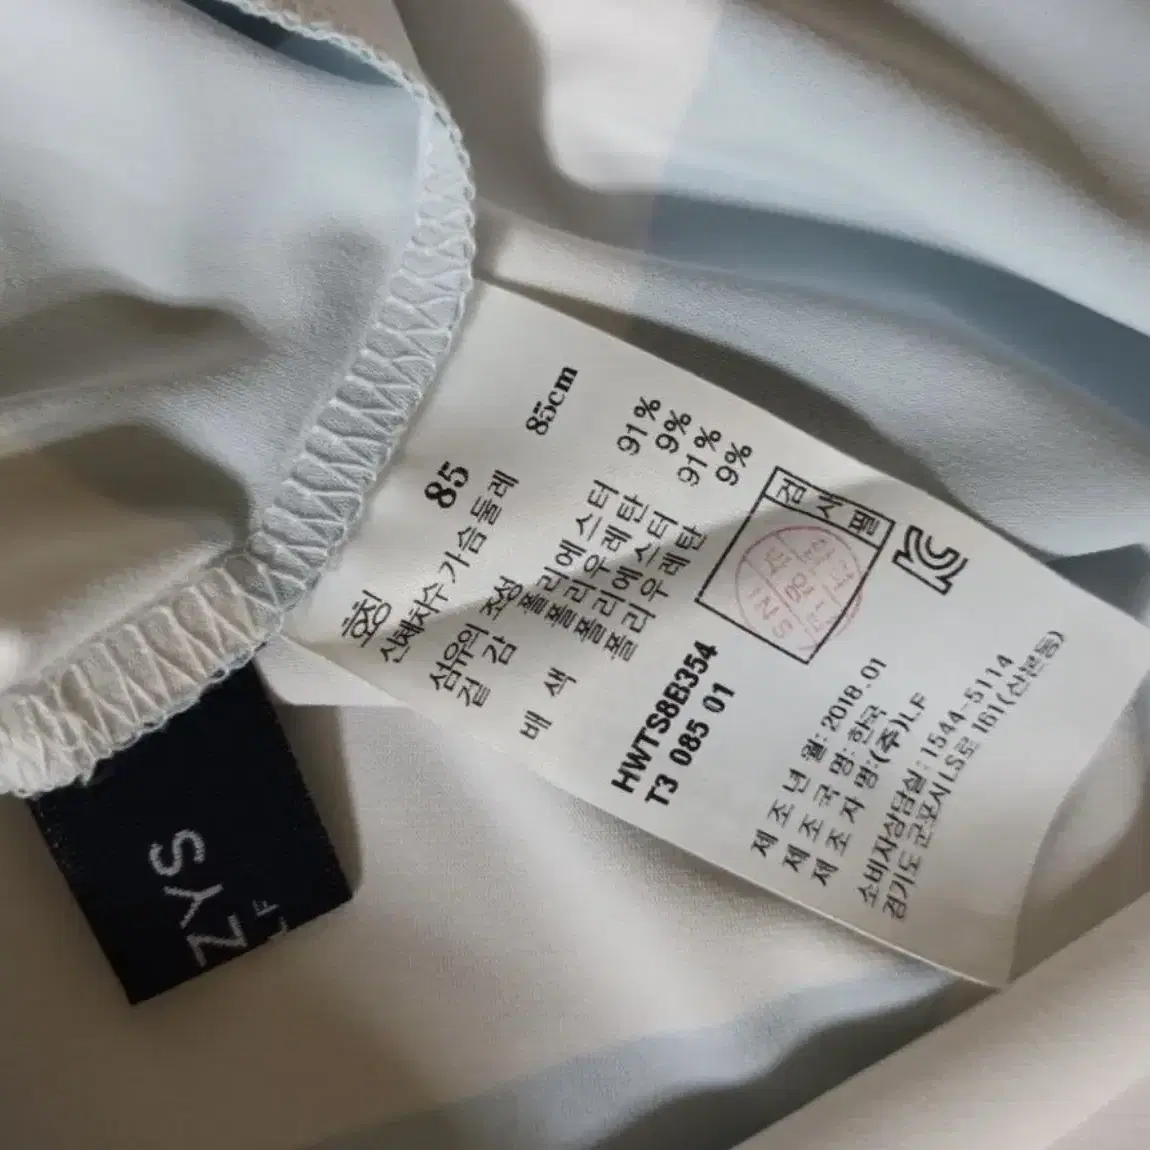 호칭 85
신체치수 가슴둘레 85cm
섬유의 조성
겉 감 폴리에스터 91%
폴리우레탄 9%
배 색 폴리에스터 91%
폴리우레탄 9%
검사필
HWTS8B354
T3 085 01
제 조 년 월:2018.01
제 조 국 명:한국
제 조 자 명:(주)LF
소비자상담실:1544-5114
경기도 군포시LS로 161(산본동)
SYZ
LF